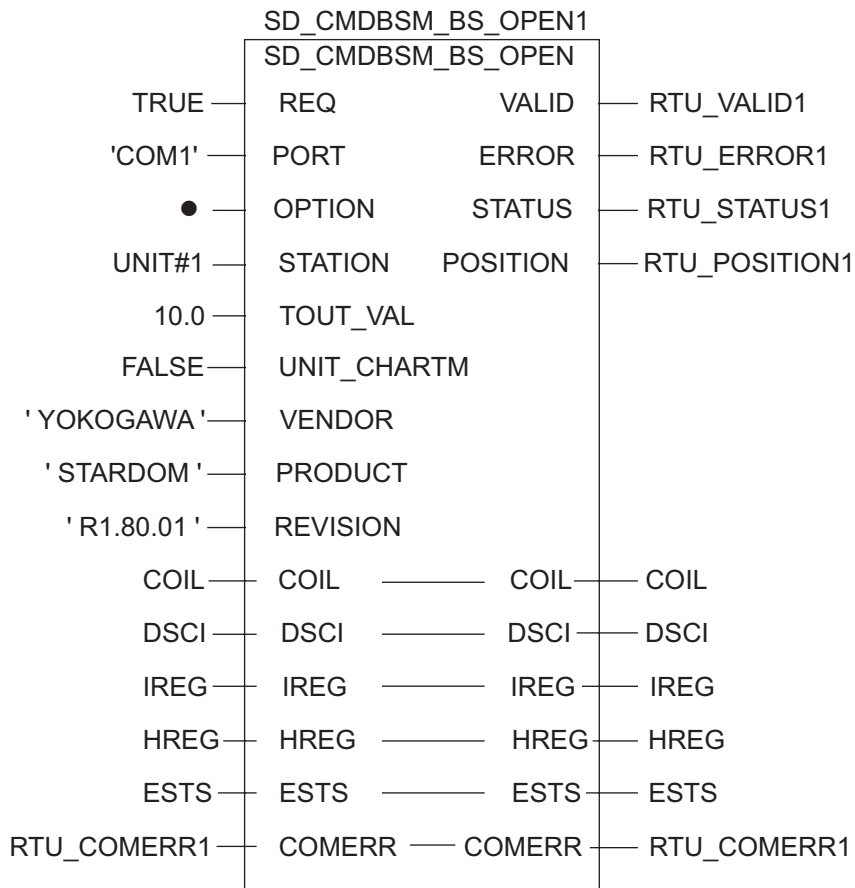 SD_CMDBSM_BS_OPEN1
SD_CMDBSM_BS_OPEN
TRUE REQ VALID RTU_VALID1
'COM1' PORT ERROR RTU_ERROR1
● OPTION STATUS RTU_STATUS1
UNIT#1 STATION POSITION RTU_POSITION1
10.0 TOUT_VAL
FALSE UNIT_CHARTM
' YOKOGAWA ' VENDOR
' STARDOM ' PRODUCT
' R1.80.01 ' REVISION
COIL COIL COIL COIL
DSCI DSCI DSCI DSCI
IREG IREG IREG IREG
HREG HREG HREG HREG
ESTS ESTS ESTS ESTS
RTU_COMERR1 COMERR COMERR RTU_COMERR1